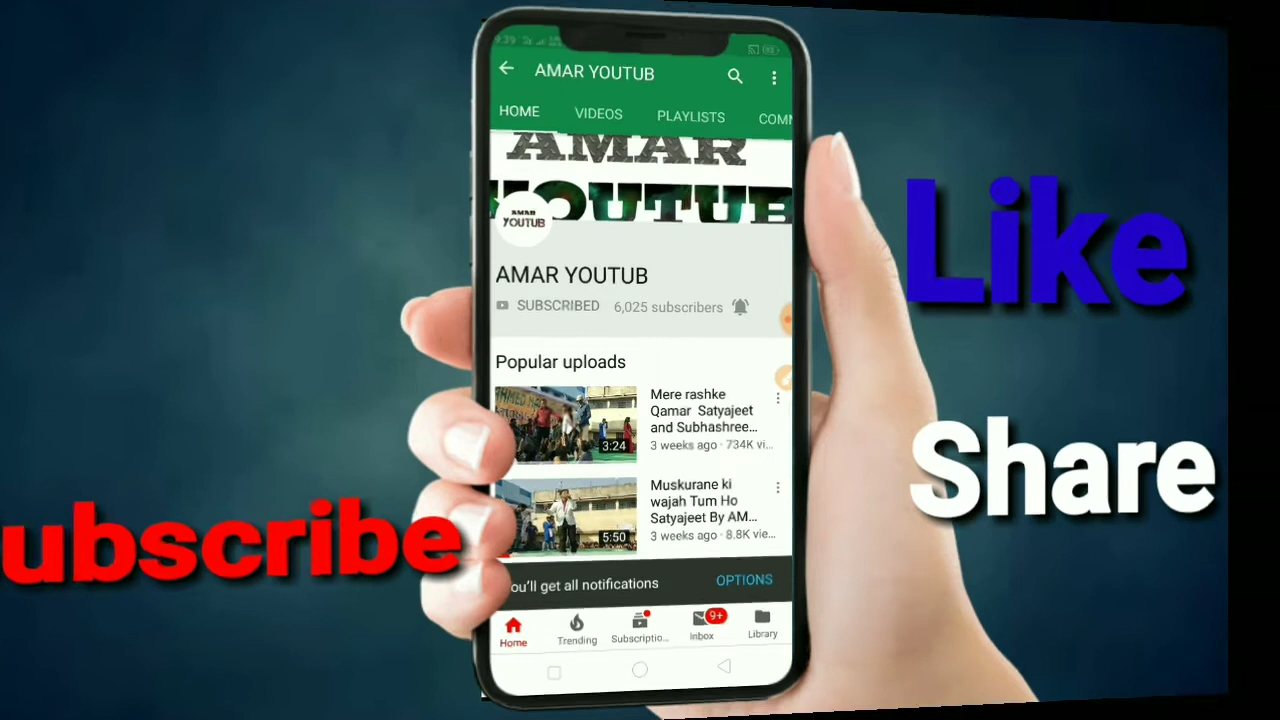 9:39
AMAR YOUTUB
HOME VIDEOS PLAYLISTS COMM
AMAR
YOUTUB
AMAR
YOUTUB
AMAR YOUTUB
SUBSCRIBED 6,025 subscribers
Popular uploads
Mere rashke
Qamar Satyajeet
and Subhashree...
3 weeks ago · 734K vi...
3:24
Muskurane ki
wajah Tum Ho
Satyajeet By AM...
3 weeks ago · 8.8K vie...
5:50
ou'll get all notifications OPTIONS
Home Trending Subscriptio... Inbox Library
9+
Like
Share
ubscribe